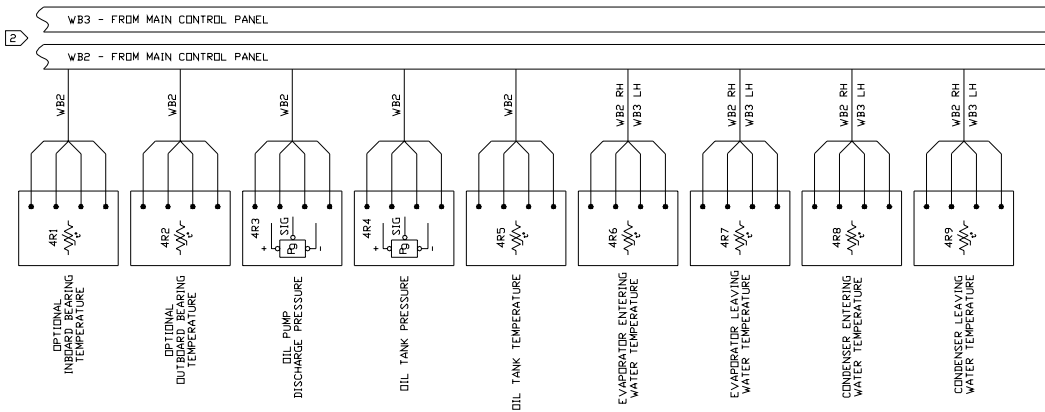 WB3 - FROM MAIN CONTROL PANEL
2
WB2 - FROM MAIN CONTROL PANEL
WB2
WB2
WB2
WB2
WB2
WB2 RH
WB3 LH
WB2 RH
WB3 LH
WB2 RH
WB3 LH
WB2 RH
WB3 LH
4R1
4R2
4R3
+
SIG
Pg
-
4R4
+
SIG
Pg
-
4R5
4R6
4R7
4R8
4R9
OPTIONAL
INBOARD BEARING
TEMPERATURE
OPTIONAL
OUTBOARD BEARING
TEMPERATURE
OIL PUMP
DISCHARGE PRESSURE
OIL TANK PRESSURE
OIL TANK TEMPERATURE
EVAPORATOR ENTERING
WATER TEMPERATURE
EVAPORATOR LEAVING
WATER TEMPERATURE
CONDENSER ENTERING
WATER TEMPERATURE
CONDENSER LEAVING
WATER TEMPERATURE